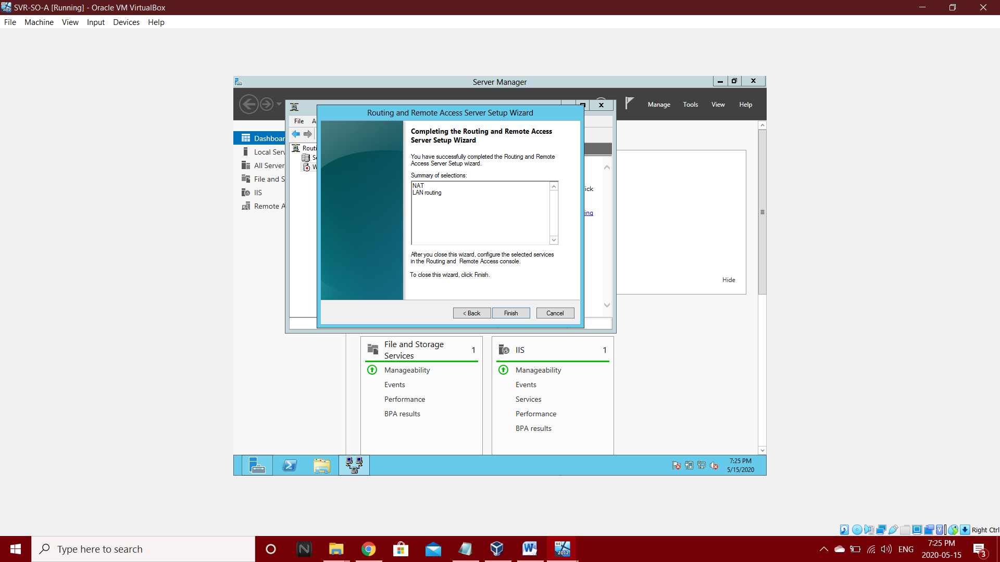 SVR-SO-A [Running] - Oracle VM VirtualBox
File Machine View Input Devices Help
Server Manager
Manage Tools View Help
Routing and Remote Access Server Setup Wizard
File A
Completing the Routing and Remote Access
Server Setup Wizard
Dashboar
Local Serv
All Server
File and S
IIS
Remote A
Routi
Se
W
You have successfully completed the Routing and Remote
Access Server Setup wizard.
Summary of selections:
NAT
LAN routing
ick
ing
After you close this wizard, configure the selected services
in the Routing and Remote Access console.
To close this wizard, click Finish.
Hide
< Back Finish Cancel
File and Storage
Services
1
Manageability
Events
Performance
BPA results
IIS 1
Manageability
Events
Services
Performance
BPA results
7:25 PM
5/15/2020
Right Ctrl
Type here to search
64
2012
ENG
7:25 PM
2020-05-15
3